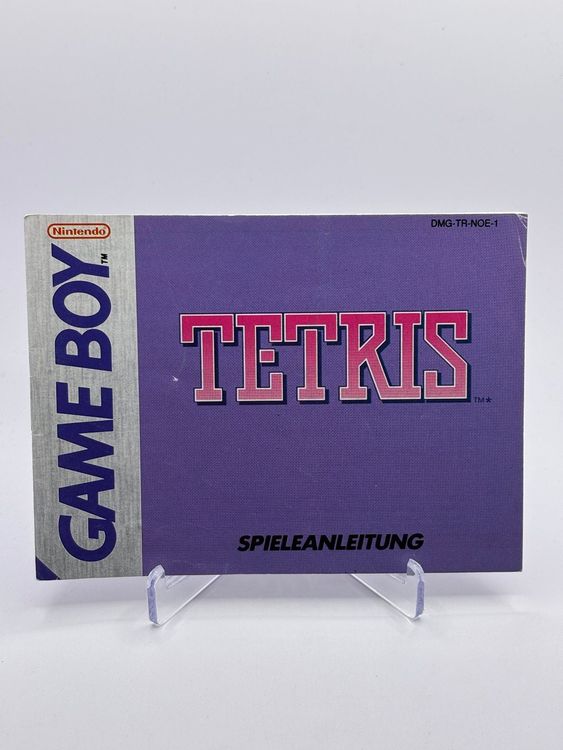 Nintendo
GAME BOY™
DMG-TR-NOE-1
TETRIS
TM*
SPIELEANLEITUNG